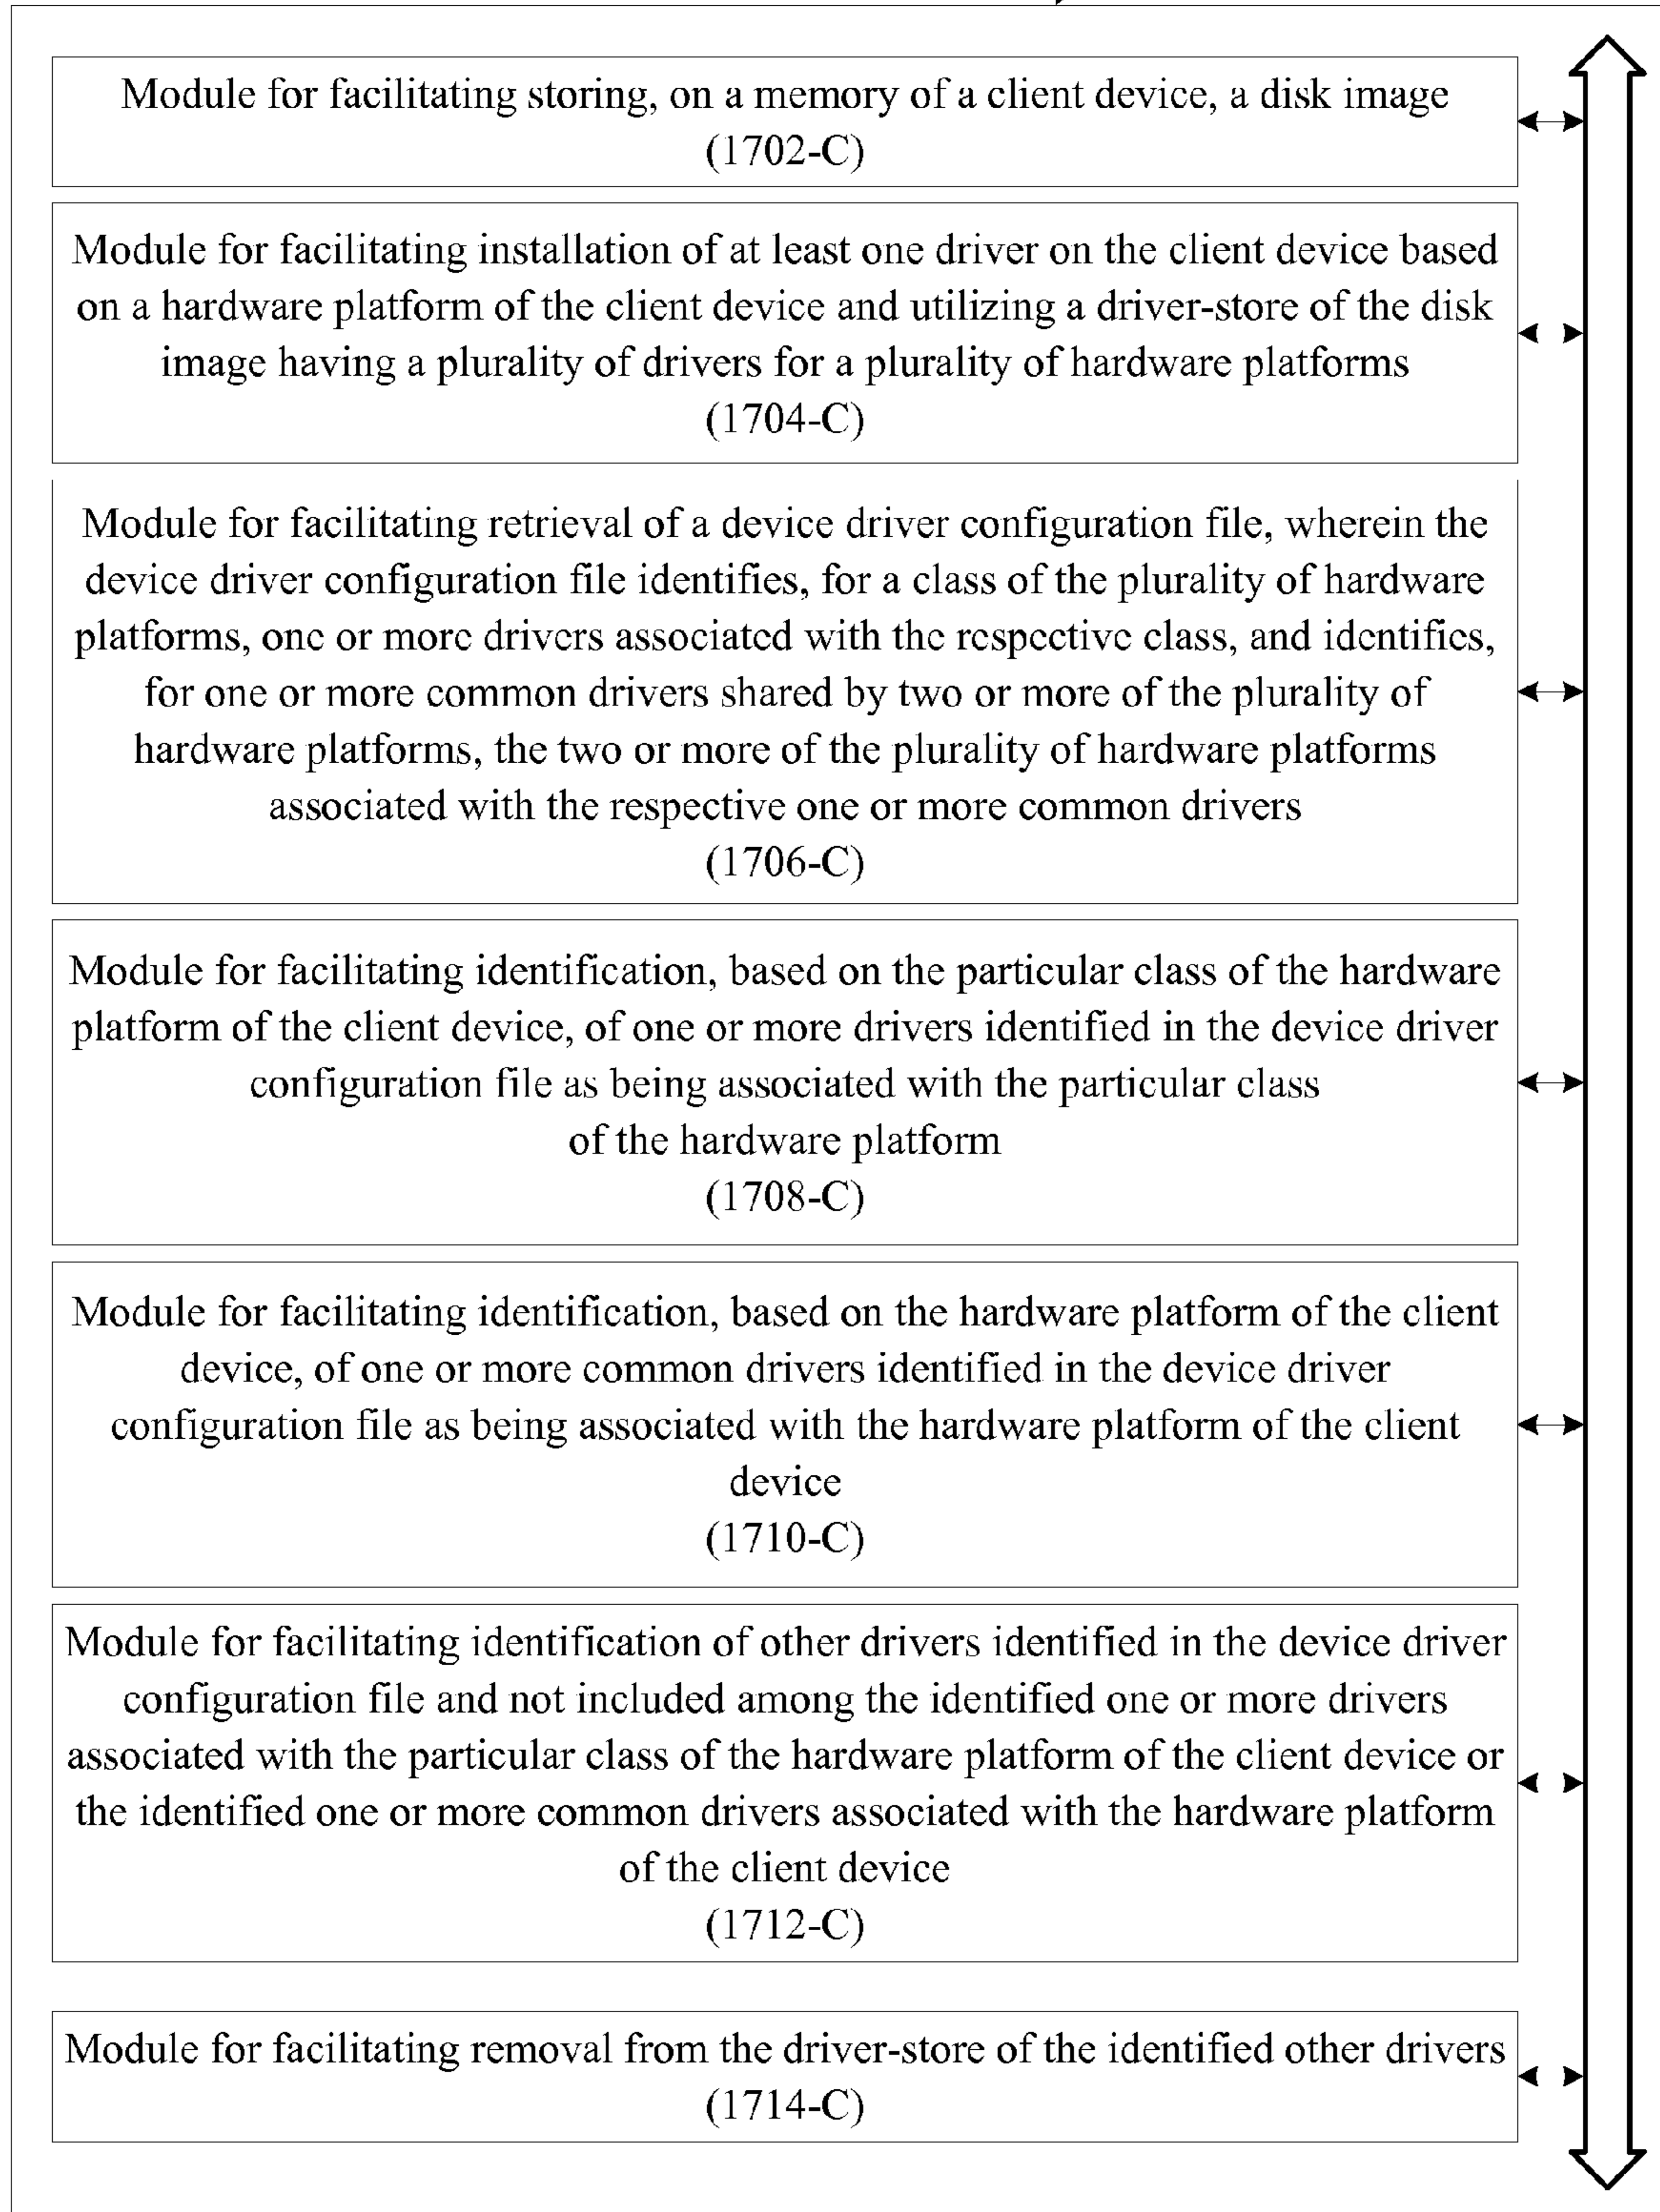 Module for facilitating storing, on a memory of a client device, a disk image
(1702-C)
Module for facilitating installation of at least one driver on the client device based
on a hardware platform of the client device and utilizing a driver-store of the disk
image having a plurality of drivers for a plurality of hardware platforms
(1704-C)
Module for facilitating retrieval of a device driver configuration file, wherein the
device driver configuration file identifies, for a class of the plurality of hardware
platforms, one or more drivers associated with the respective class, and identifies,
for one or more common drivers shared by two or more of the plurality of
hardware platforms, the two or more of the plurality of hardware platforms
associated with the respective one or more common drivers
(1706-C)
Module for facilitating identification, based on the particular class of the hardware
platform of the client device, of one or more drivers identified in the device driver
configuration file as being associated with the particular class
of the hardware platform
(1708-C)
Module for facilitating identification, based on the hardware platform of the client
device, of one or more common drivers identified in the device driver
configuration file as being associated with the hardware platform of the client
device
(1710-C)
Module for facilitating identification of other drivers identified in the device driver
configuration file and not included among the identified one or more drivers
associated with the particular class of the hardware platform of the client device or
the identified one or more common drivers associated with the hardware platform
of the client device
(1712-C)
Module for facilitating removal from the driver-store of the identified other drivers
(1714-C)